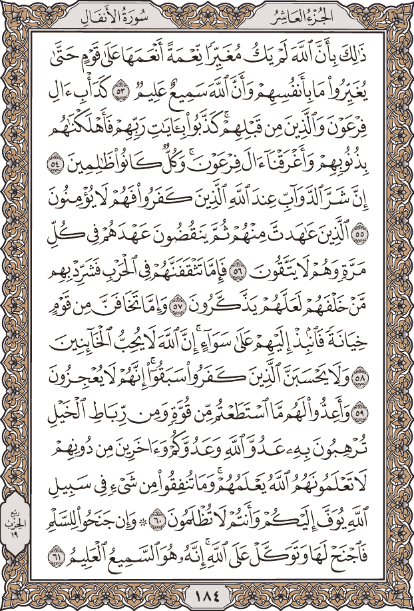 الجزء العاشر
سورة الأنفال
ذَٰلِكَ بِأَنَّ ٱللَّهَ لَمْ يَكُ مُغَيِّرًا نِّعْمَةً أَنْعَمَهَا عَلَىٰ قَوْمٍ حَتَّىٰ
يُغَيِّرُوا۟ مَا بِأَنفُسِهِمْ وَأَنَّ ٱللَّهَ سَمِيعٌ عَلِيمٌ ٥٣ كَدَأْبِ ءَالِ
فِرْعَوْنَ وَٱلَّذِينَ مِن قَبْلِهِمْ ۚ كَذَّبُوا۟ بِـَٔايَـٰتِ رَبِّهِمْ فَأَهْلَكْنَـٰهُم
بِذُنُوبِهِمْ وَأَغْرَقْنَآ ءَالَ فِرْعَوْنَ ۚ وَكُلٌّ كَانُوا۟ ظَـٰلِمِينَ ٥٤
إِنَّ شَرَّ ٱلدَّوَآبِّ عِندَ ٱللَّهِ ٱلَّذِينَ كَفَرُوا۟ فَهُمْ لَا يُؤْمِنُونَ
٥٥ ٱلَّذِينَ عَـٰهَدتَّ مِنْهُمْ ثُمَّ يَنقُضُونَ عَهْدَهُمْ فِى كُلِّ
مَرَّةٍ وَهُمْ لَا يَتَّقُونَ ٥٦ فَإِمَّا تَثْقَفَنَّهُمْ فِى ٱلْحَرْبِ فَشَرِّدْ بِهِم
مَّنْ خَلْفَهُمْ لَعَلَّهُمْ يَذَّكَّرُونَ ٥٧ وَإِمَّا تَخَافَنَّ مِن قَوْمٍ
خِيَانَةً فَٱنۢبِذْ إِلَيْهِمْ عَلَىٰ سَوَآءٍ ۚ إِنَّ ٱللَّهَ لَا يُحِبُّ ٱلْخَآئِنِينَ
٥٨ وَلَا يَحْسَبَنَّ ٱلَّذِينَ كَفَرُوا۟ سَبَقُوٓا۟ ۚ إِنَّهُمْ لَا يُعْجِزُونَ
٥٩ وَأَعِدُّوا۟ لَهُم مَّا ٱسْتَطَعْتُم مِّن قُوَّةٍ وَمِن رِّبَاطِ ٱلْخَيْلِ
تُرْهِبُونَ بِهِۦ عَدُوَّ ٱللَّهِ وَعَدُوَّكُمْ وَءَاخَرِينَ مِن دُونِهِمْ
لَا تَعْلَمُونَهُمُ ٱللَّهُ يَعْلَمُهُمْ ۚ وَمَا تُنفِقُوا۟ مِن شَىْءٍ فِى سَبِيلِ
ٱللَّهِ يُوَفَّ إِلَيْكُمْ وَأَنتُمْ لَا تُظْلَمُونَ ٦٠ ۞ وَإِن جَنَحُوا۟ لِلسَّلْمِ
فَٱجْنَحْ لَهَا وَتَوَكَّلْ عَلَى ٱللَّهِ ۚ إِنَّهُۥ هُوَ ٱلسَّمِيعُ ٱلْعَلِيمُ ٦١
ربع
الحزب
١٩
١٨٤